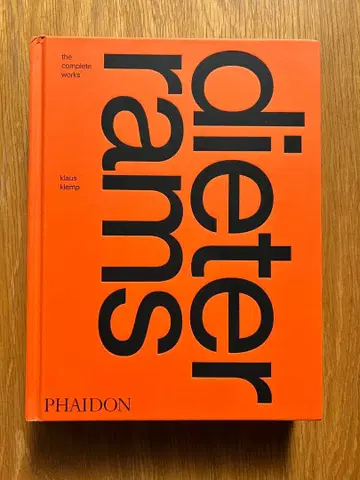 the
complete
works
klaus
klemp
dieter
rams
PHAIDON